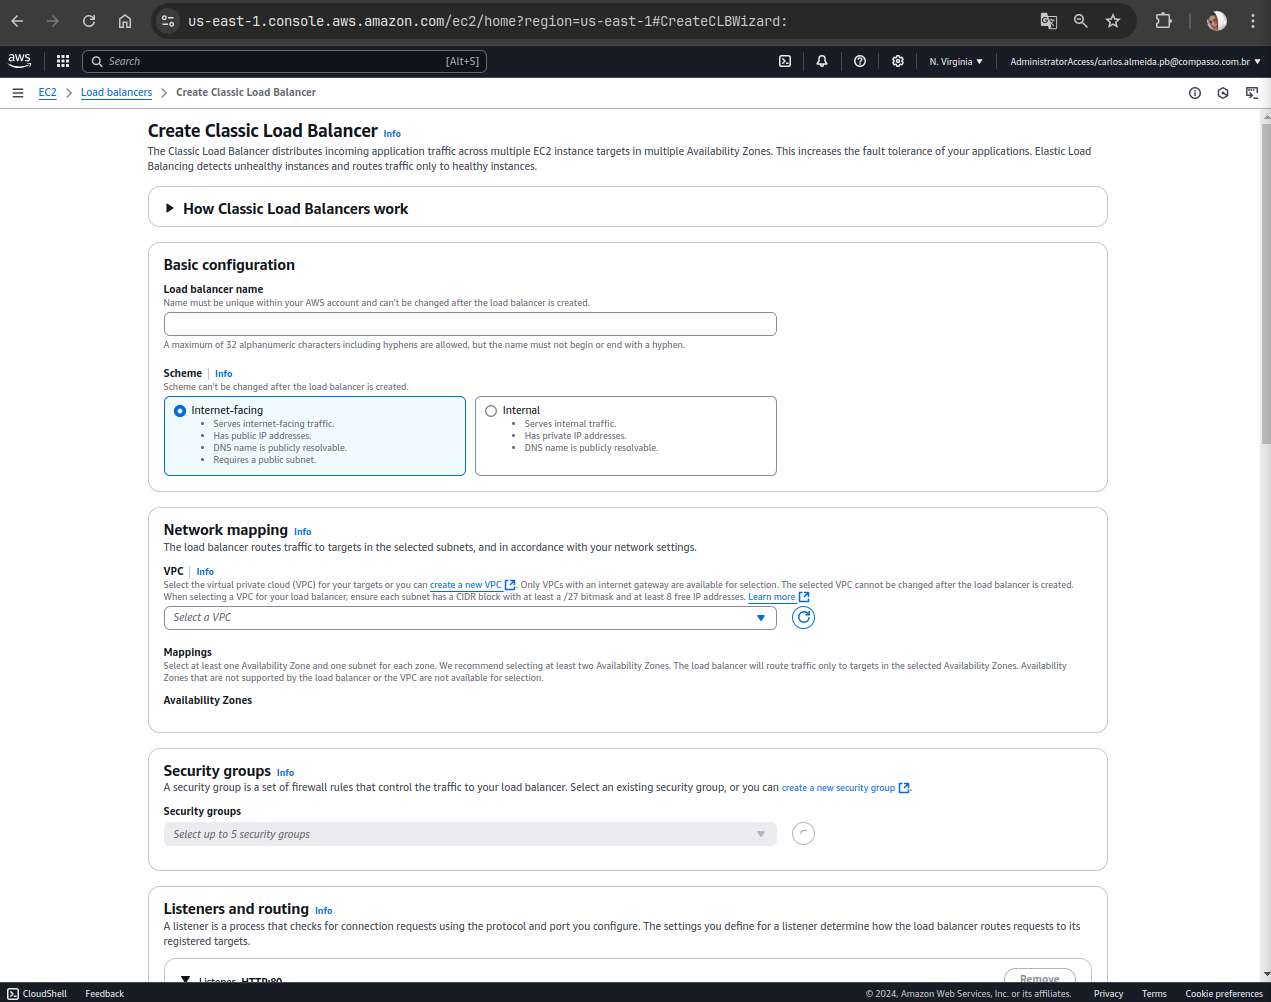 us-east-1.console.aws.amazon.com/ec2/home?region=us-east-1#CreateCLBWizard:
aws
Search
[Alt+S]
N. Virginia
AdministratorAccess/carlos.almeida.pb@compasso.com.br
EC2
Load balancers
Create Classic Load Balancer
Create Classic Load Balancer Info
The Classic Load Balancer distributes incoming application traffic across multiple EC2 instance targets in multiple Availability Zones. This increases the fault tolerance of your applications. Elastic Load
Balancing detects unhealthy instances and routes traffic only to healthy instances.
How Classic Load Balancers work
Basic configuration
Load balancer name
Name must be unique within your AWS account and can't be changed after the load balancer is created.
A maximum of 32 alphanumeric characters including hyphens are allowed, but the name must not begin or end with a hyphen.
Scheme Info
Scheme can't be changed after the load balancer is created.
Internet-facing
• Serves internet-facing traffic.
• Has public IP addresses.
• DNS name is publicly resolvable.
• Requires a public subnet.
Internal
• Serves internal traffic.
• Has private IP addresses.
• DNS name is publicly resolvable.
Network mapping Info
The load balancer routes traffic to targets in the selected subnets, and in accordance with your network settings.
VPC Info
Select the virtual private cloud (VPC) for your targets or you can create a new VPC. Only VPCs with an internet gateway are available for selection. The selected VPC cannot be changed after the load balancer is created.
When selecting a VPC for your load balancer, ensure each subnet has a CIDR block with at least a /27 bitmask and at least 8 free IP addresses. Learn more
Select a VPC
Mappings
Select at least one Availability Zone and one subnet for each zone. We recommend selecting at least two Availability Zones. The load balancer will route traffic only to targets in the selected Availability Zones. Availability
Zones that are not supported by the load balancer or the VPC are not available for selection.
Availability Zones
Security groups Info
A security group is a set of firewall rules that control the traffic to your load balancer. Select an existing security group, or you can create a new security group.
Security groups
Select up to 5 security groups
Listeners and routing Info
A listener is a process that checks for connection requests using the protocol and port you configure. The settings you define for a listener determine how the load balancer routes requests to its
registered targets.
Listener HTTP:80
Remove
CloudShell
Feedback
© 2024, Amazon Web Services, Inc. or its affiliates.
Privacy
Terms
Cookie preferences